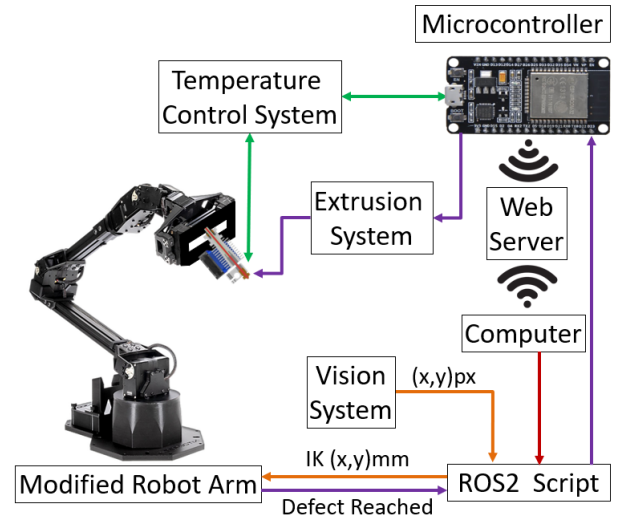 Microcontroller
Temperature
Control System
Extrusion
System
Web
Server
Computer
Vision
System
(x,y)px
IK (x,y)mm
Modified Robot Arm
ROS2 Script
Defect Reached